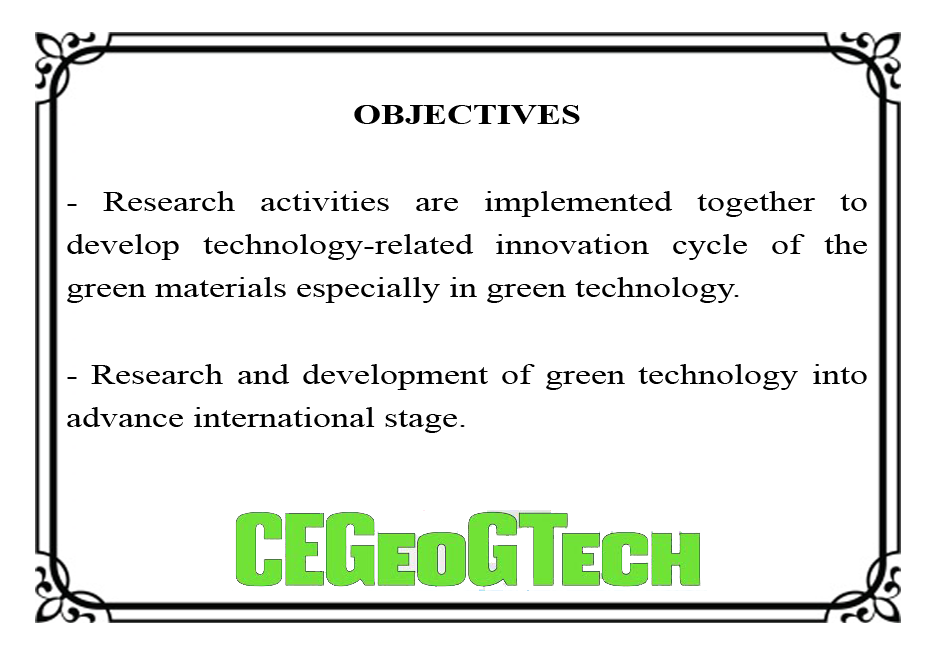 OBJECTIVES
- Research activities are implemented together to
develop technology-related innovation cycle of the
green materials especially in green technology.
- Research and development of green technology into
advance international stage.
CEGeoGTech